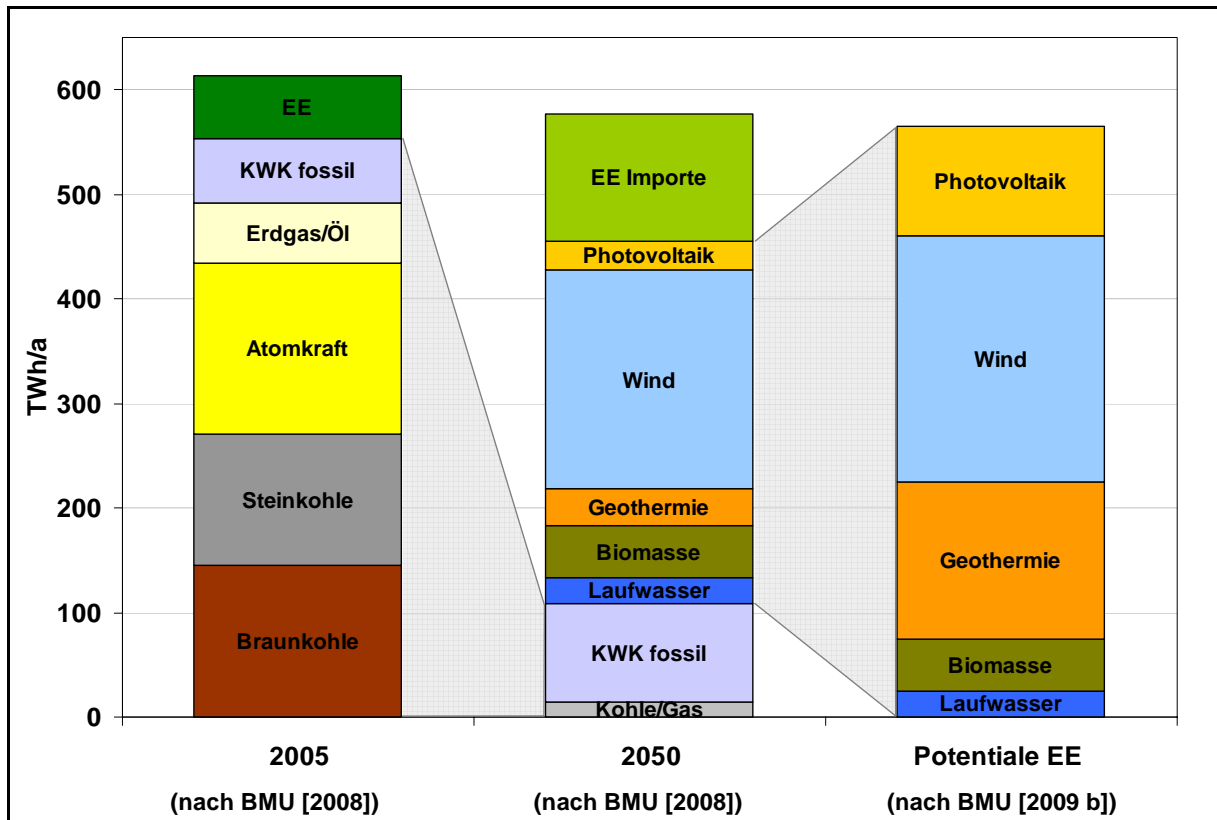 TWh/a
600
500
400
300
200
100
0
EE
KWK fossil
Erdgas/Öl
Atomkraft
Steinkohle
Braunkohle
EE Importe
Photovoltaik
Wind
Geothermie
Biomasse
Laufwasser
KWK fossil
Kohle/Gas
Photovoltaik
Wind
Geothermie
Biomasse
Laufwasser
2005
(nach BMU [2008])
2050
(nach BMU [2008])
Potentiale EE
(nach BMU [2009 b])